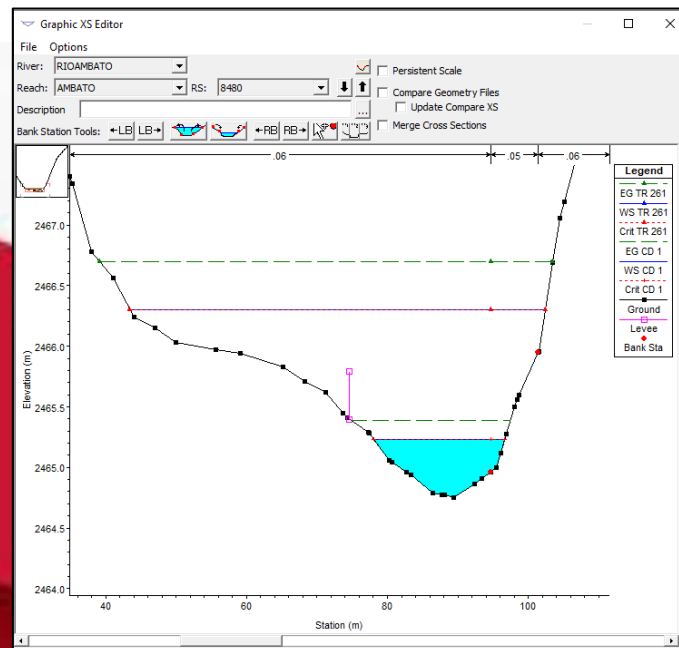 Graphic XS Editor
File Options
River: RIOAMBATO
Persistent Scale
Reach: AMBATO RS: 8480
Compare Geometry Files
Update Compare XS
Description ...
Merge Cross Sections
Bank Station Tools: ←LB LB→ ←RB RB→
.06 .05 .06
Legend
EG TR 261
WS TR 261
Crit TR 261
EG CD 1
WS CD 1
Crit CD 1
Ground
Levee
Bank Sta
2467.0
2466.5
2466.0
2465.5
2465.0
2464.5
2464.0
Elevation (m)
40 60 80 100
Station (m)